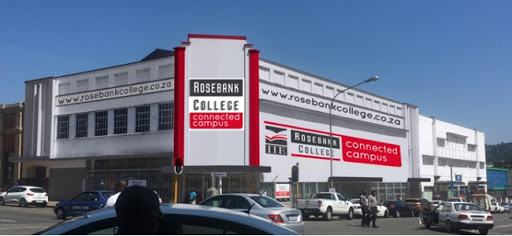 www.rosebankcollege.co.za
ROSEBANK
COLLEGE
connected
campus
www.rosebankcollege.co.za
IIE
ROSEBANK
COLLEGE
connected
campus